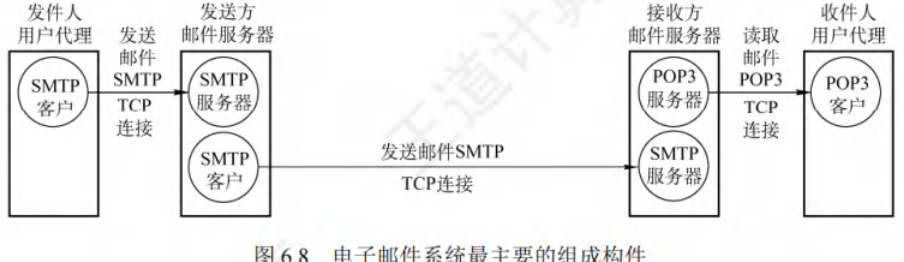 发件人
用户代理
发送
邮件
SMTP
TCP
连接
发送方
邮件服务器
接收方
邮件服务器
读取
邮件
POP3
TCP
连接
收件人
用户代理
SMTP
客户
SMTP
服务器
POP3
服务器
POP3
客户
SMTP
客户
发送邮件SMTP
TCP连接
SMTP
服务器
王道计算
图 6.8 电子邮件系统最主要的组成构件